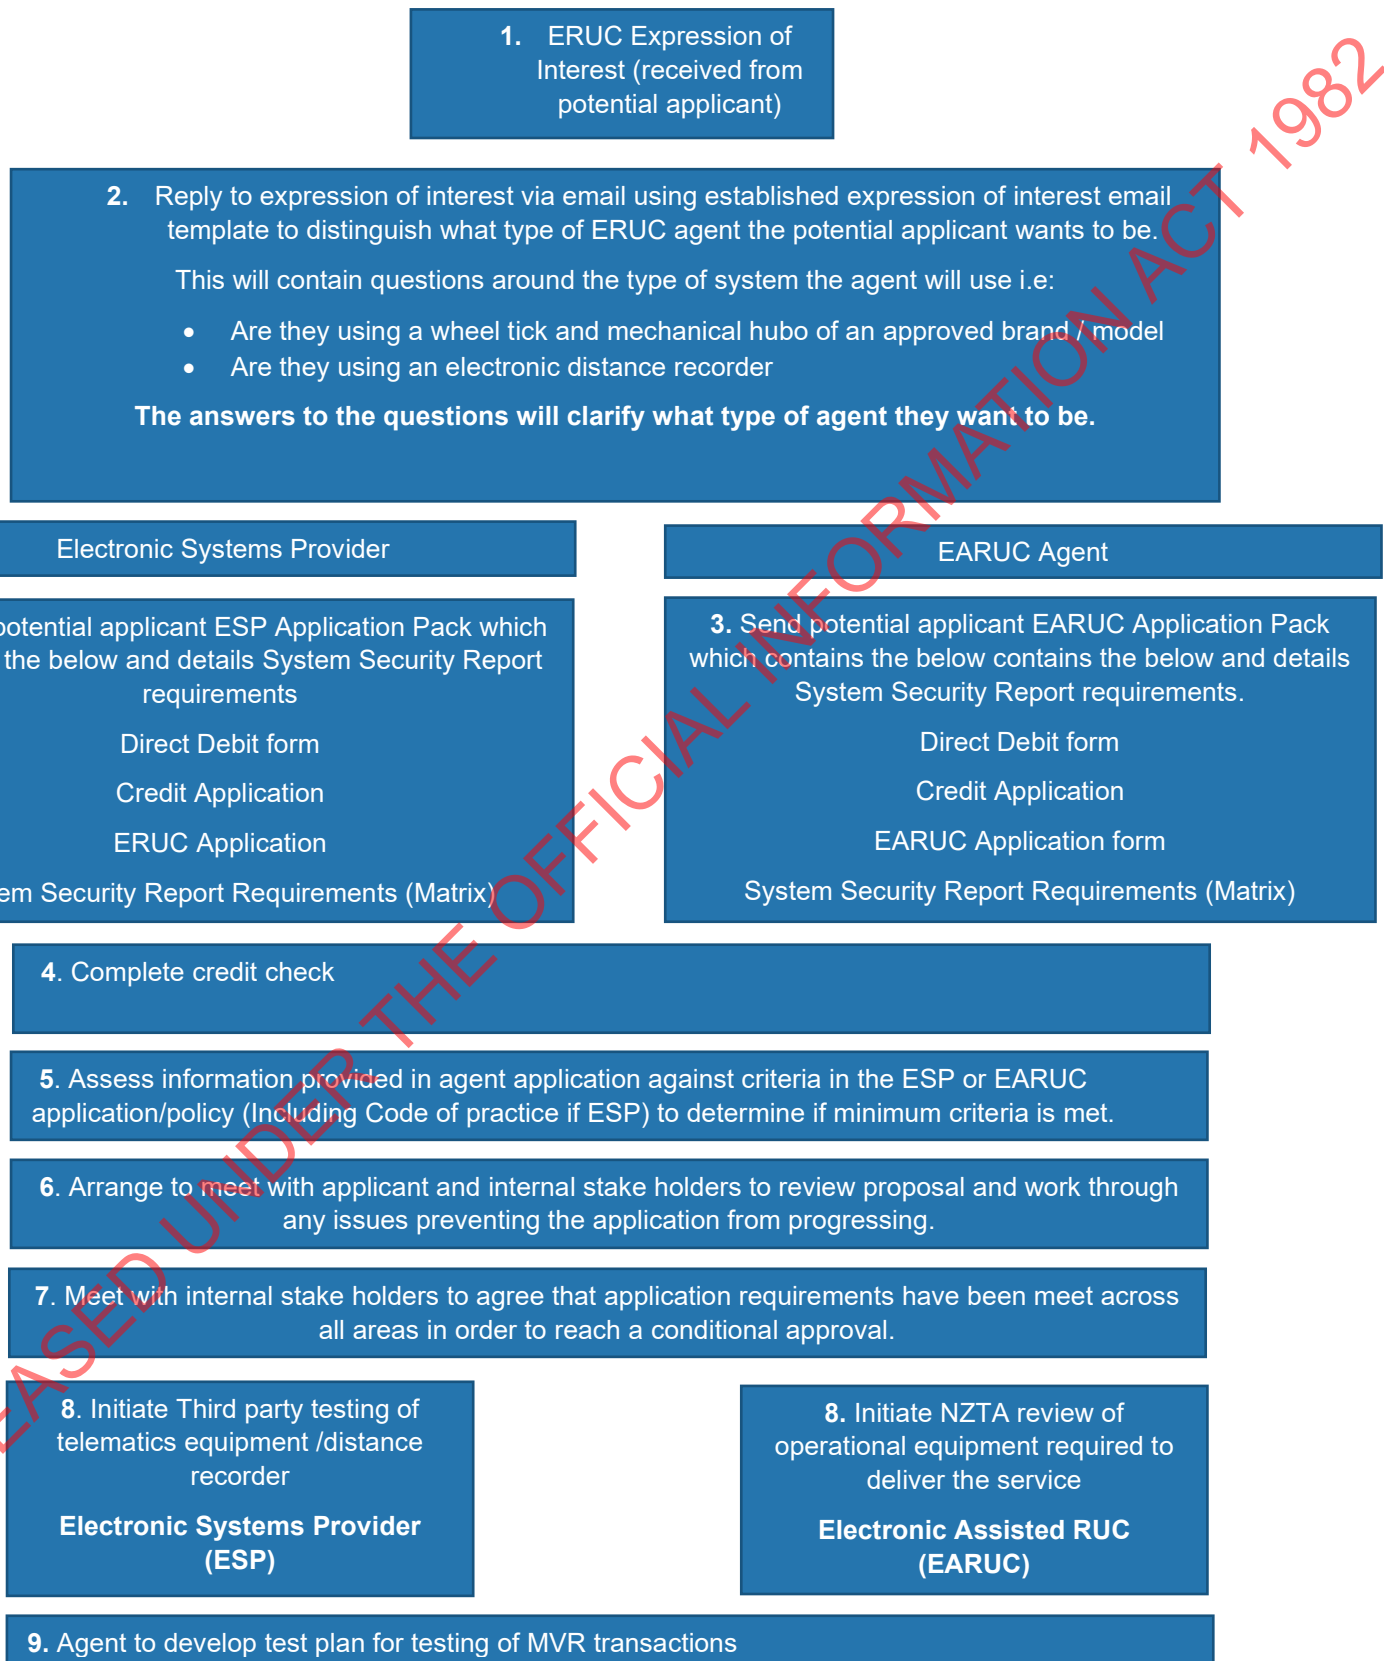 1. ERUC Expression of
Interest (received from
potential applicant)
2. Reply to expression of interest via email using established expression of interest email
template to distinguish what type of ERUC agent the potential applicant wants to be.
This will contain questions around the type of system the agent will use i.e:
• Are they using a wheel tick and mechanical hubo of an approved brand / model
• Are they using an electronic distance recorder
The answers to the questions will clarify what type of agent they want to be.
Electronic Systems Provider
potential applicant ESP Application Pack which
the below and details System Security Report
requirements
Direct Debit form
Credit Application
ERUC Application
em Security Report Requirements (Matrix)
EARUC Agent
3. Send potential applicant EARUC Application Pack
which contains the below contains the below and details
System Security Report requirements.
Direct Debit form
Credit Application
EARUC Application form
System Security Report Requirements (Matrix)
4. Complete credit check
5. Assess information provided in agent application against criteria in the ESP or EARUC
application/policy (Including Code of practice if ESP) to determine if minimum criteria is met.
6. Arrange to meet with applicant and internal stake holders to review proposal and work through
any issues preventing the application from progressing.
7. Meet with internal stake holders to agree that application requirements have been meet across
all areas in order to reach a conditional approval.
8. Initiate Third party testing of
telematics equipment /distance
recorder
Electronic Systems Provider
(ESP)
8. Initiate NZTA review of
operational equipment required to
deliver the service
Electronic Assisted RUC
(EARUC)
9. Agent to develop test plan for testing of MVR transactions
EASED UNDER THE OFFICIAL INFORMATION ACT 1982